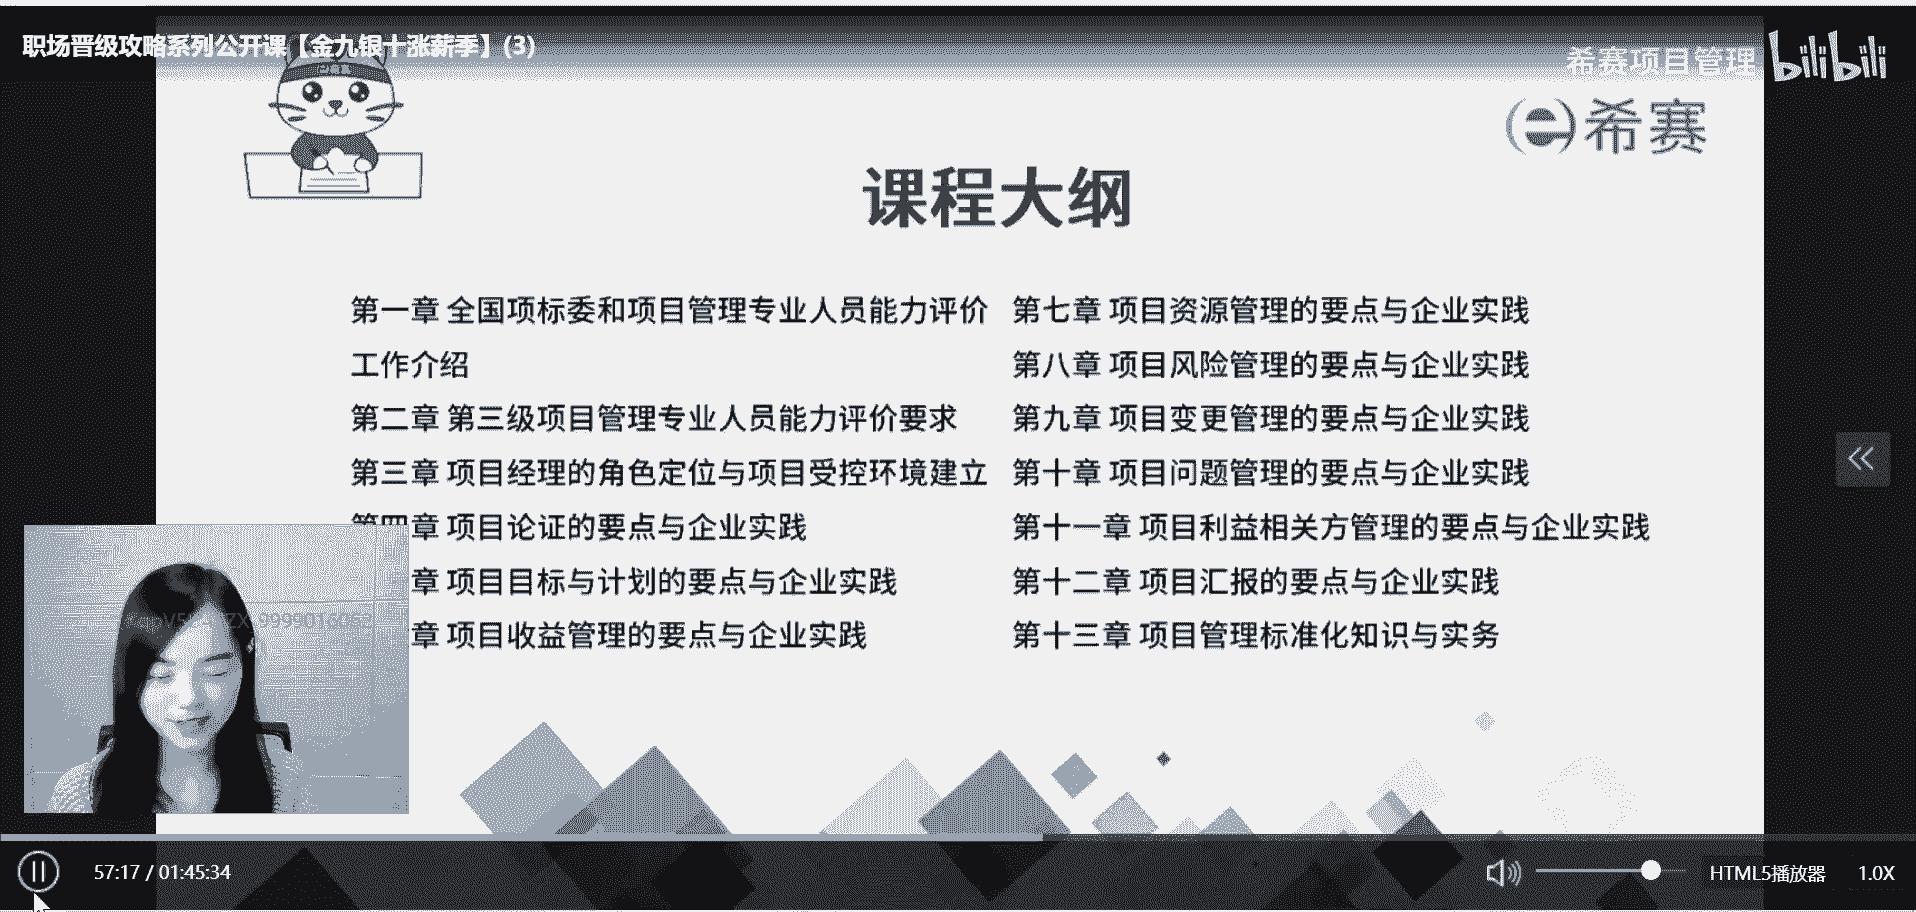 职场晋级攻略系列公开课【金九银十涨薪季】(3)
希赛项目管理 bilibili
希赛
课程大纲
第一章 全国项标委和项目管理专业人员能力评价
工作介绍
第二章 第三级项目管理专业人员能力评价要求
第三章 项目经理的角色定位与项目受控环境建立
第四章 项目论证的要点与企业实践
章 项目目标与计划的要点与企业实践
章 项目收益管理的要点与企业实践
第七章 项目资源管理的要点与企业实践
第八章 项目风险管理的要点与企业实践
第九章 项目变更管理的要点与企业实践
第十章 项目问题管理的要点与企业实践
第十一章 项目利益相关方管理的要点与企业实践
第十二章 项目汇报的要点与企业实践
第十三章 项目管理标准化知识与实务
57:17 / 01:45:34
HTML5播放器
1.0X